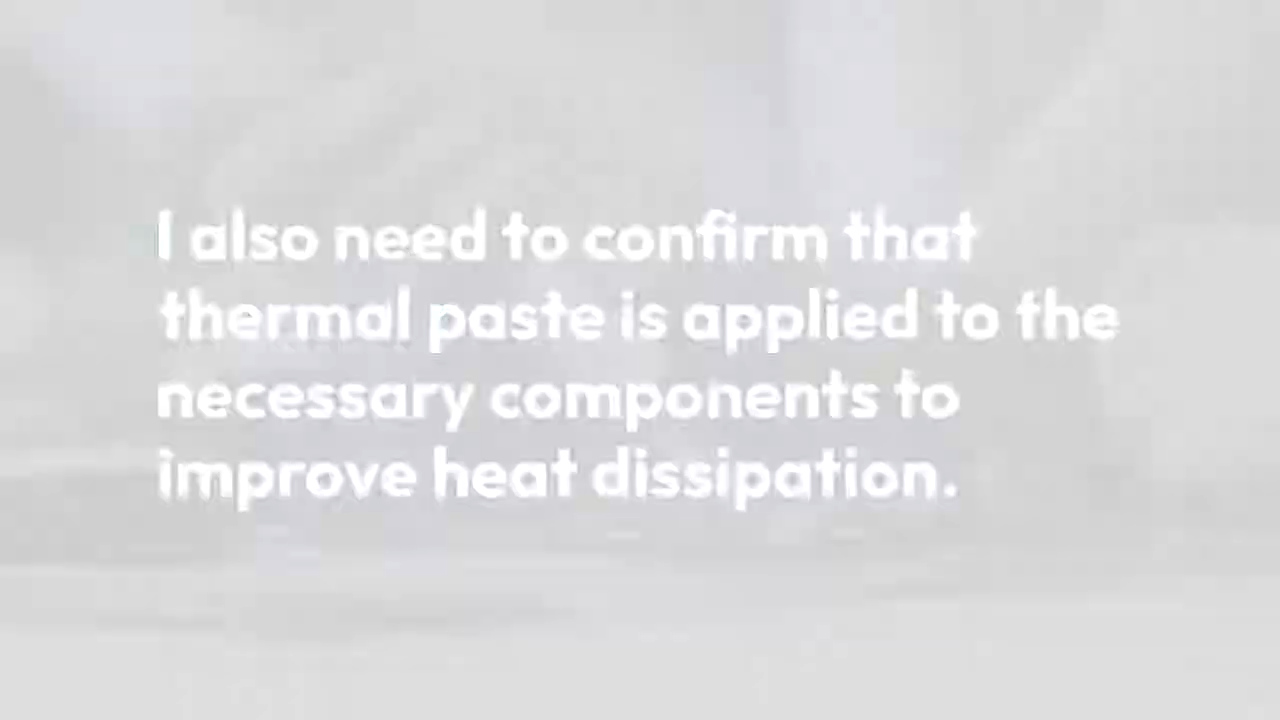 I also need to confirm that
thermal paste is applied to the
necessary components to
improve heat dissipation.